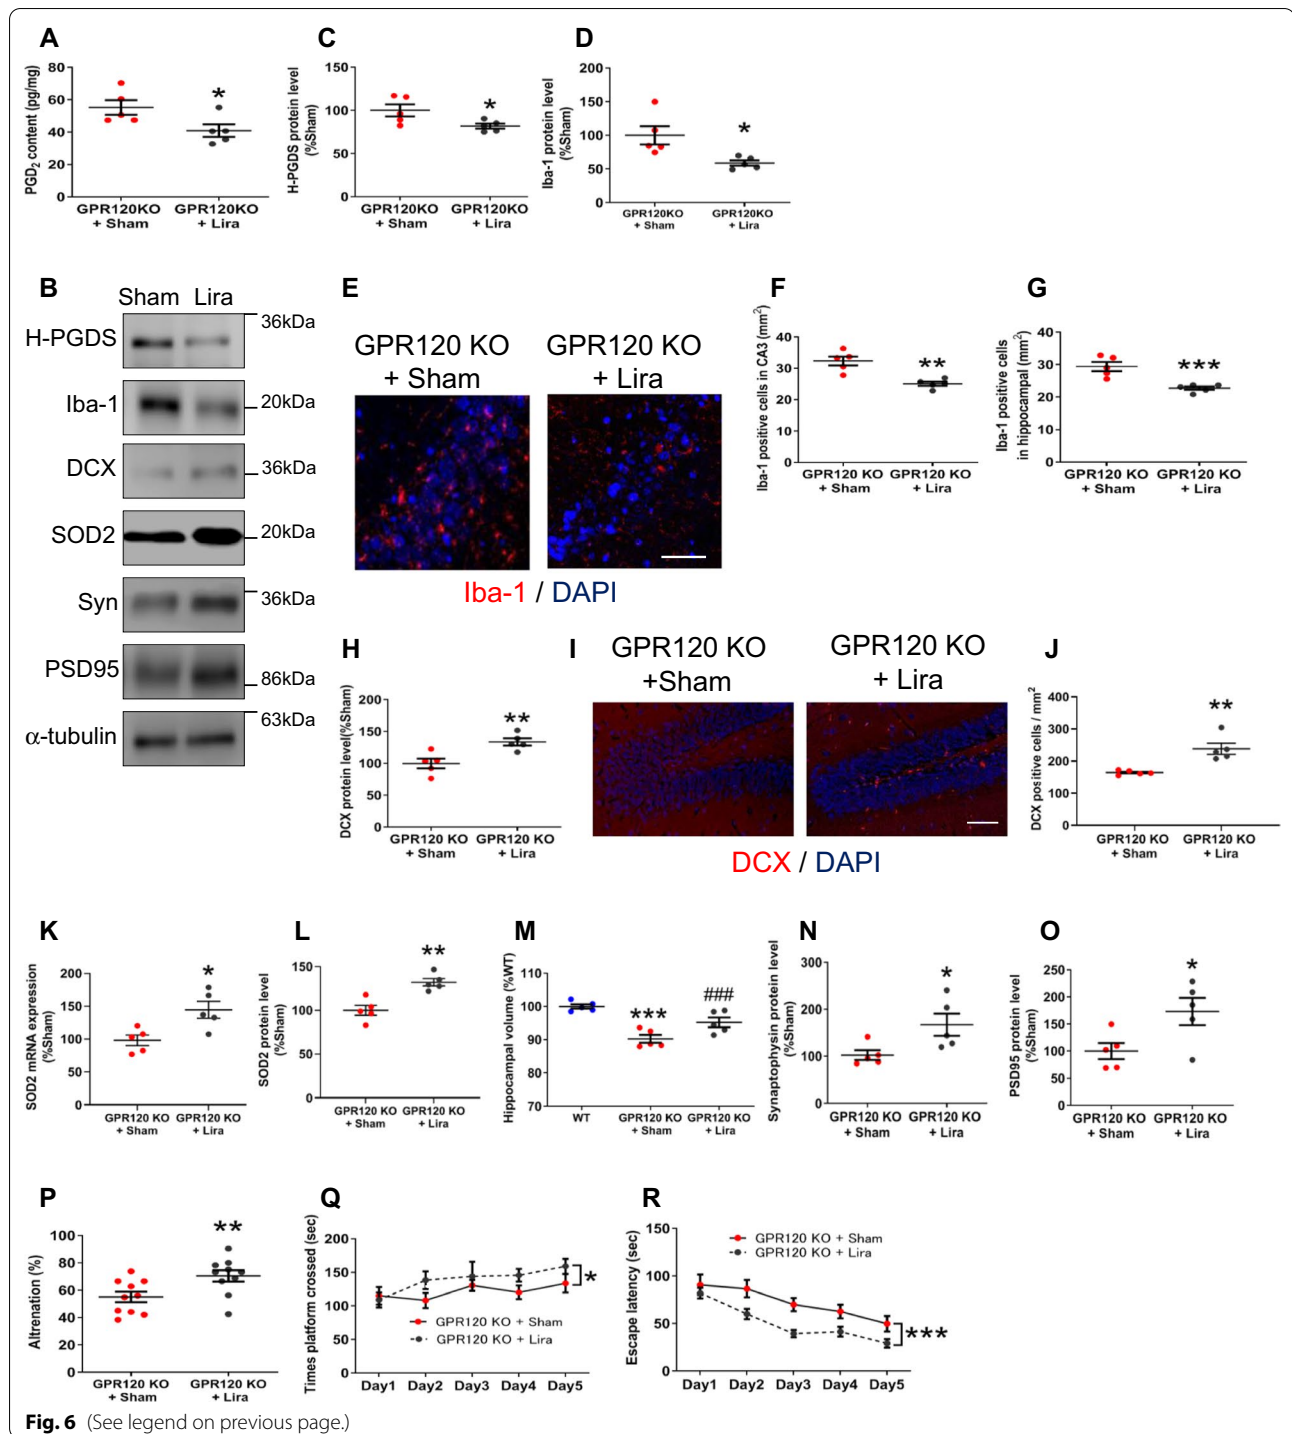 A
PGD2 content (pg/mg)
80
60
40
20
0
*
GPR120KO + Sham
GPR120KO + Lira
C
H-PGDS protein level (%Sham)
150
100
50
0
*
GPR120KO + Sham
GPR120KO + Lira
D
Iba-1 protein level (%Sham)
200
150
100
50
0
*
GPR120KO + Sham
GPR120KO + Lira
B
Sham Lira
H-PGDS 36kDa
Iba-1 20kDa
DCX 36kDa
SOD2 20kDa
Syn 36kDa
PSD95 86kDa
α-tubulin 63kDa
E
GPR120 KO + Sham
GPR120 KO + Lira
Iba-1 / DAPI
F
Iba-1 positive cells in CA3 (mm2)
40
30
20
10
0
**
GPR120 KO + Sham
GPR120 KO + Lira
G
Iba-1 positive cells in hippocampal (mm2)
40
30
20
10
0
***
GPR120 KO + Sham
GPR120 KO + Lira
H
DCX protein level(%Sham)
200
150
100
50
0
**
GPR120 KO + Sham
GPR120 KO + Lira
I
GPR120 KO +Sham
GPR120 KO + Lira
DCX / DAPI
J
DCX positive cells / mm2
400
300
200
100
0
**
GPR120 KO + Sham
GPR120 KO + Lira
K
SOD2 mRNA expression (%Sham)
200
150
100
50
0
*
GPR120 KO + Sham
GPR120 KO + Lira
L
SOD2 protein level (%Sham)
150
100
50
0
**
GPR120 KO + Sham
GPR120 KO + Lira
M
Hippocampal volume (%WT)
110
100
90
80
70
***
###
WT
GPR120 KO + Sham
GPR120 KO + Lira
N
Synaptophysin protein level (%Sham)
300
200
100
0
*
GPR120 KO + Sham
GPR120 KO + Lira
O
PSD95 protein level (%Sham)
250
200
150
100
50
0
*
GPR120 KO + Sham
GPR120 KO + Lira
P
Altrenation (%)
100
80
60
40
20
0
**
GPR120 KO + Sham
GPR120 KO + Lira
Q
Times platform crossed (sec)
200
150
100
50
0
*
GPR120 KO + Sham
GPR120 KO + Lira
Day1 Day2 Day3 Day4 Day5
R
Escape latency (sec)
150
100
50
0
GPR120 KO + Sham
GPR120 KO + Lira
***
Day1 Day2 Day3 Day4 Day5
Fig. 6 (See legend on previous page.)